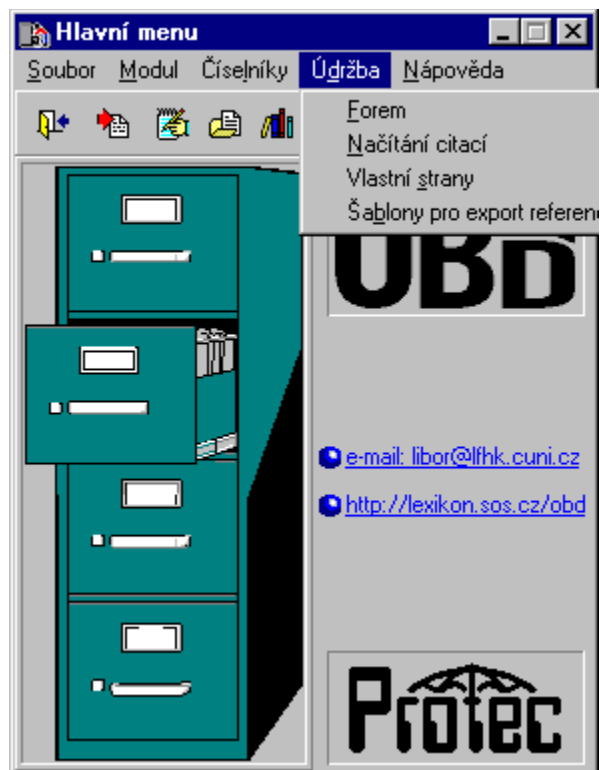 Hlavní menu
Soubor Modul Číselníky Údržba Nápověda
Forem
Načítání citací
Vlastní strany
Šablony pro export referen
OBD
e-mail: libor@lfhk.cuni.cz
http://lexikon.sos.cz/obd
Protec